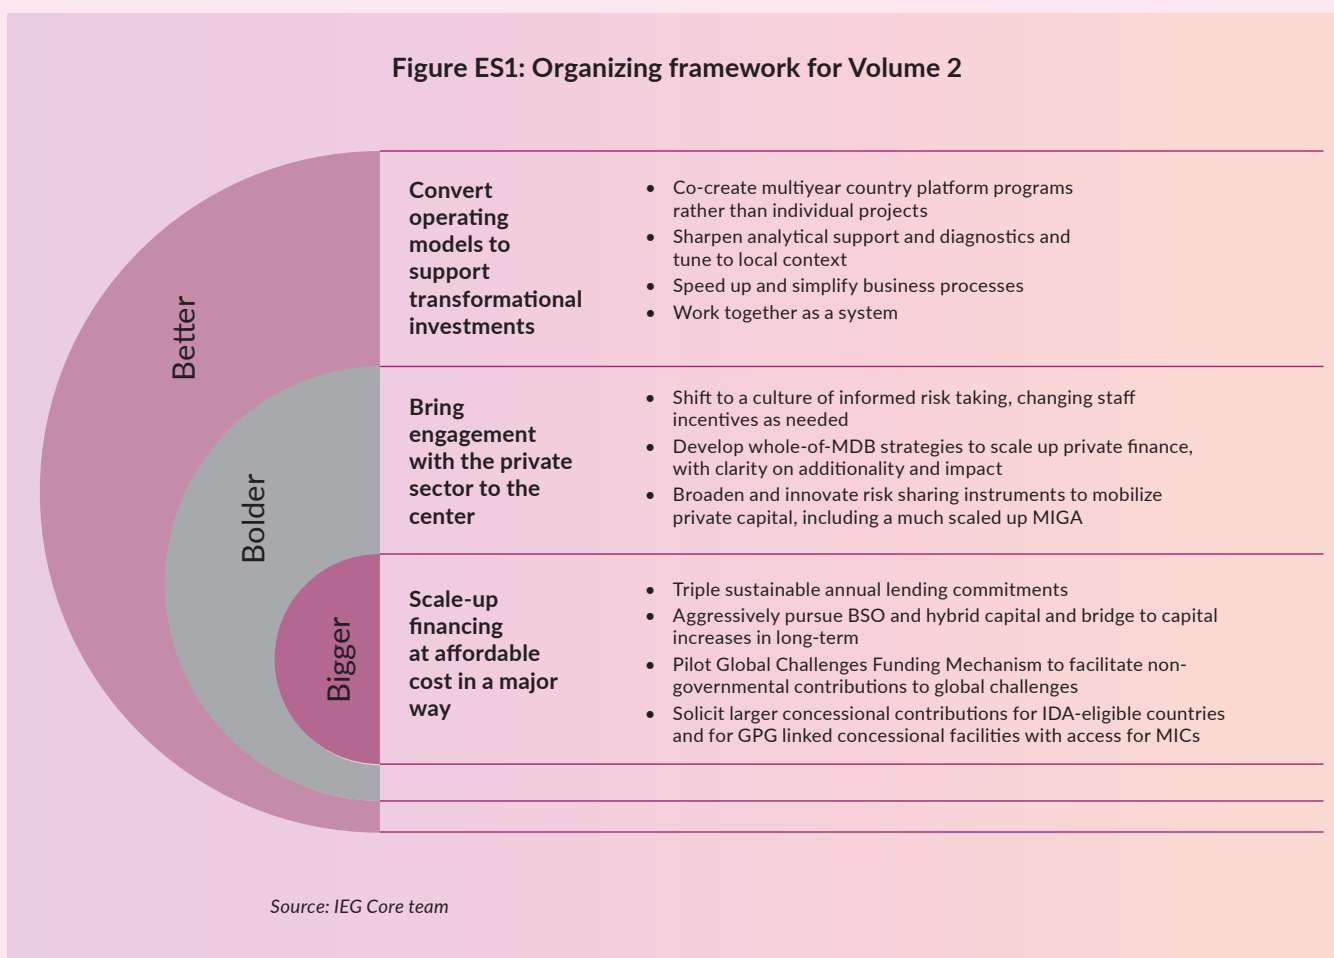 Figure ES1: Organizing framework for Volume 2
Better
Convert
operating
models to
support
transformational
investments
• Co-create multiyear country platform programs
rather than individual projects
• Sharpen analytical support and diagnostics and
tune to local context
• Speed up and simplify business processes
• Work together as a system
Bolder
Bring
engagement
with the private
sector to the
center
• Shift to a culture of informed risk taking, changing staff
incentives as needed
• Develop whole-of-MDB strategies to scale up private finance,
with clarity on additionality and impact
• Broaden and innovate risk sharing instruments to mobilize
private capital, including a much scaled up MIGA
Bigger
Scale-up
financing
at affordable
cost in a major
way
• Triple sustainable annual lending commitments
• Aggressively pursue BSO and hybrid capital and bridge to capital
increases in long-term
• Pilot Global Challenges Funding Mechanism to facilitate non-
governmental contributions to global challenges
• Solicit larger concessional contributions for IDA-eligible countries
and for GPG linked concessional facilities with access for MICs
Source: IEG Core team